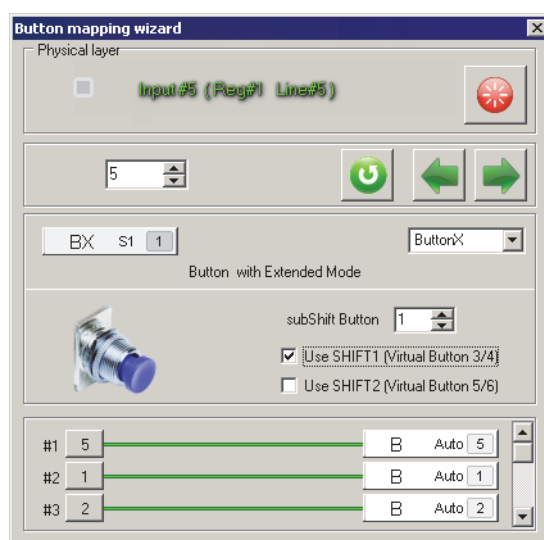 Button mapping wizard
Physical layer
Input#5 (Reg#1 Line#5)
5
BX S1 1
ButtonX
Button with Extended Mode
subShift Button 1
Use SHIFT1 (Virtual Button 3/4)
Use SHIFT2 (Virtual Button 5/6)
#1 5 B Auto 5
#2 1 B Auto 1
#3 2 B Auto 2